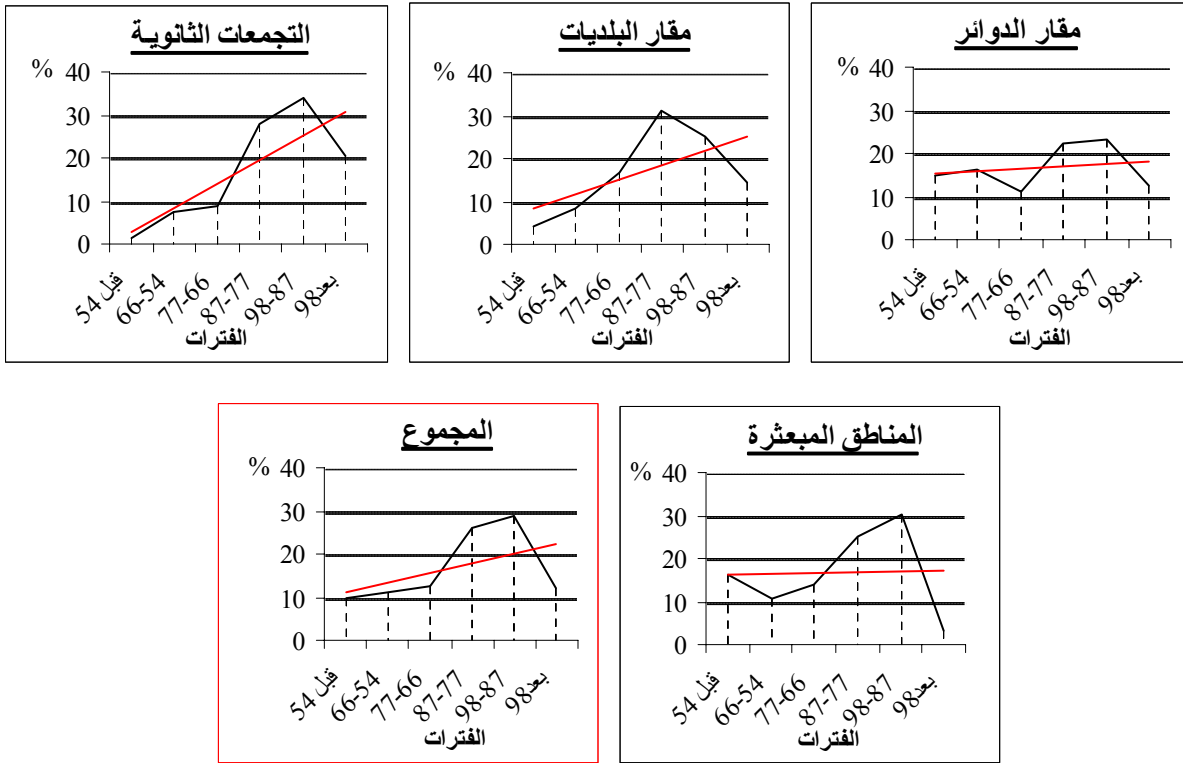 مقار الدوائر
% 40
30
20
10
0
قبل 54
66-54
77-66
87-77
98-87
بعد98
الفترات
مقار البلديات
% 40
30
20
10
0
قبل 54
66-54
77-66
87-77
98-87
بعد98
الفترات
التجمعات الثانوية
% 40
30
20
10
0
قبل 54
66-54
77-66
87-77
98-87
بعد98
الفترات
المناطق المبعثرة
% 40
30
20
10
0
قبل 54
66-54
77-66
87-77
98-87
بعد98
الفترات
المجموع
% 40
30
20
10
0
قبل 54
66-54
77-66
87-77
98-87
بعد98
الفترات